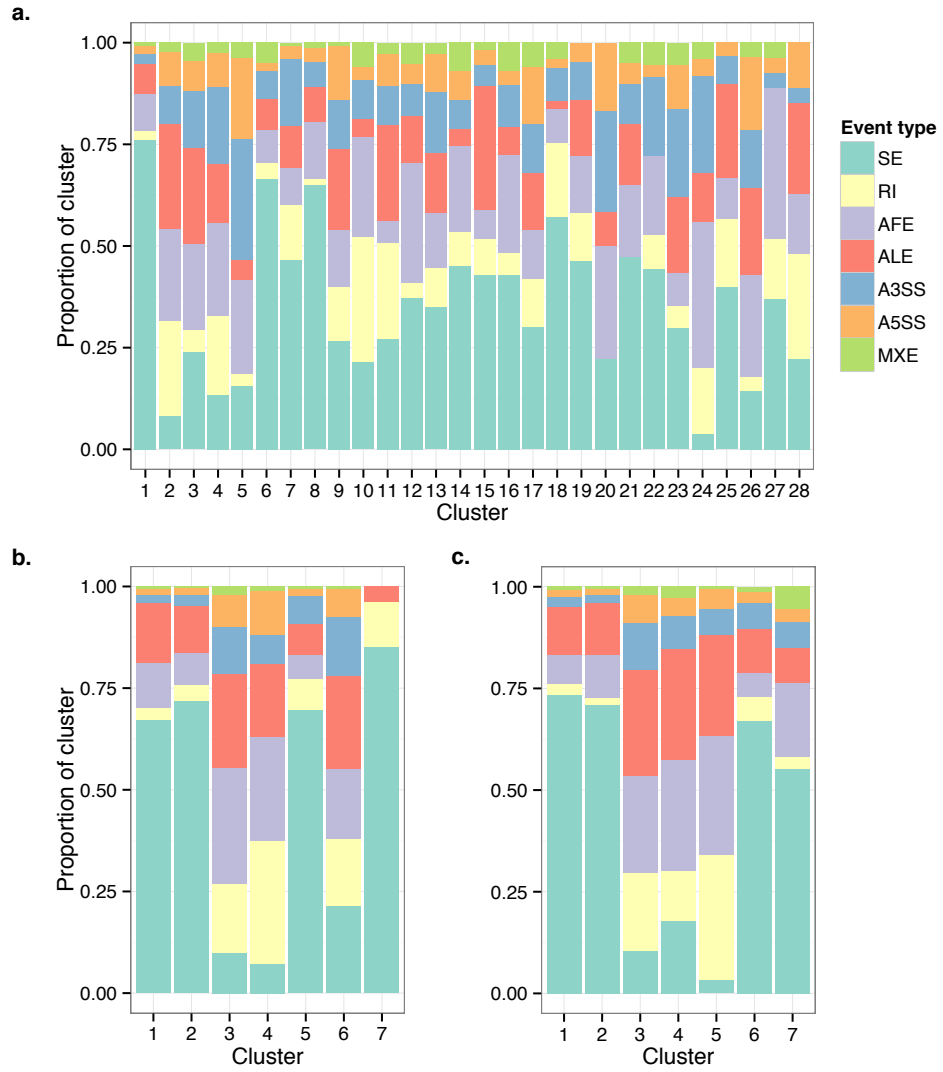 a.
Proportion of cluster
1.00
0.75
0.50
0.25
0.00
1 2 3 4 5 6 7 8 9 10 11 12 13 14 15 16 17 18 19 20 21 22 23 24 25 26 27 28
Cluster
Event type
SE
RI
AFE
ALE
A3SS
A5SS
MXE
b.
Proportion of cluster
1.00
0.75
0.50
0.25
0.00
1 2 3 4 5 6 7
Cluster
c.
1.00
0.75
0.50
0.25
0.00
1 2 3 4 5 6 7
Cluster